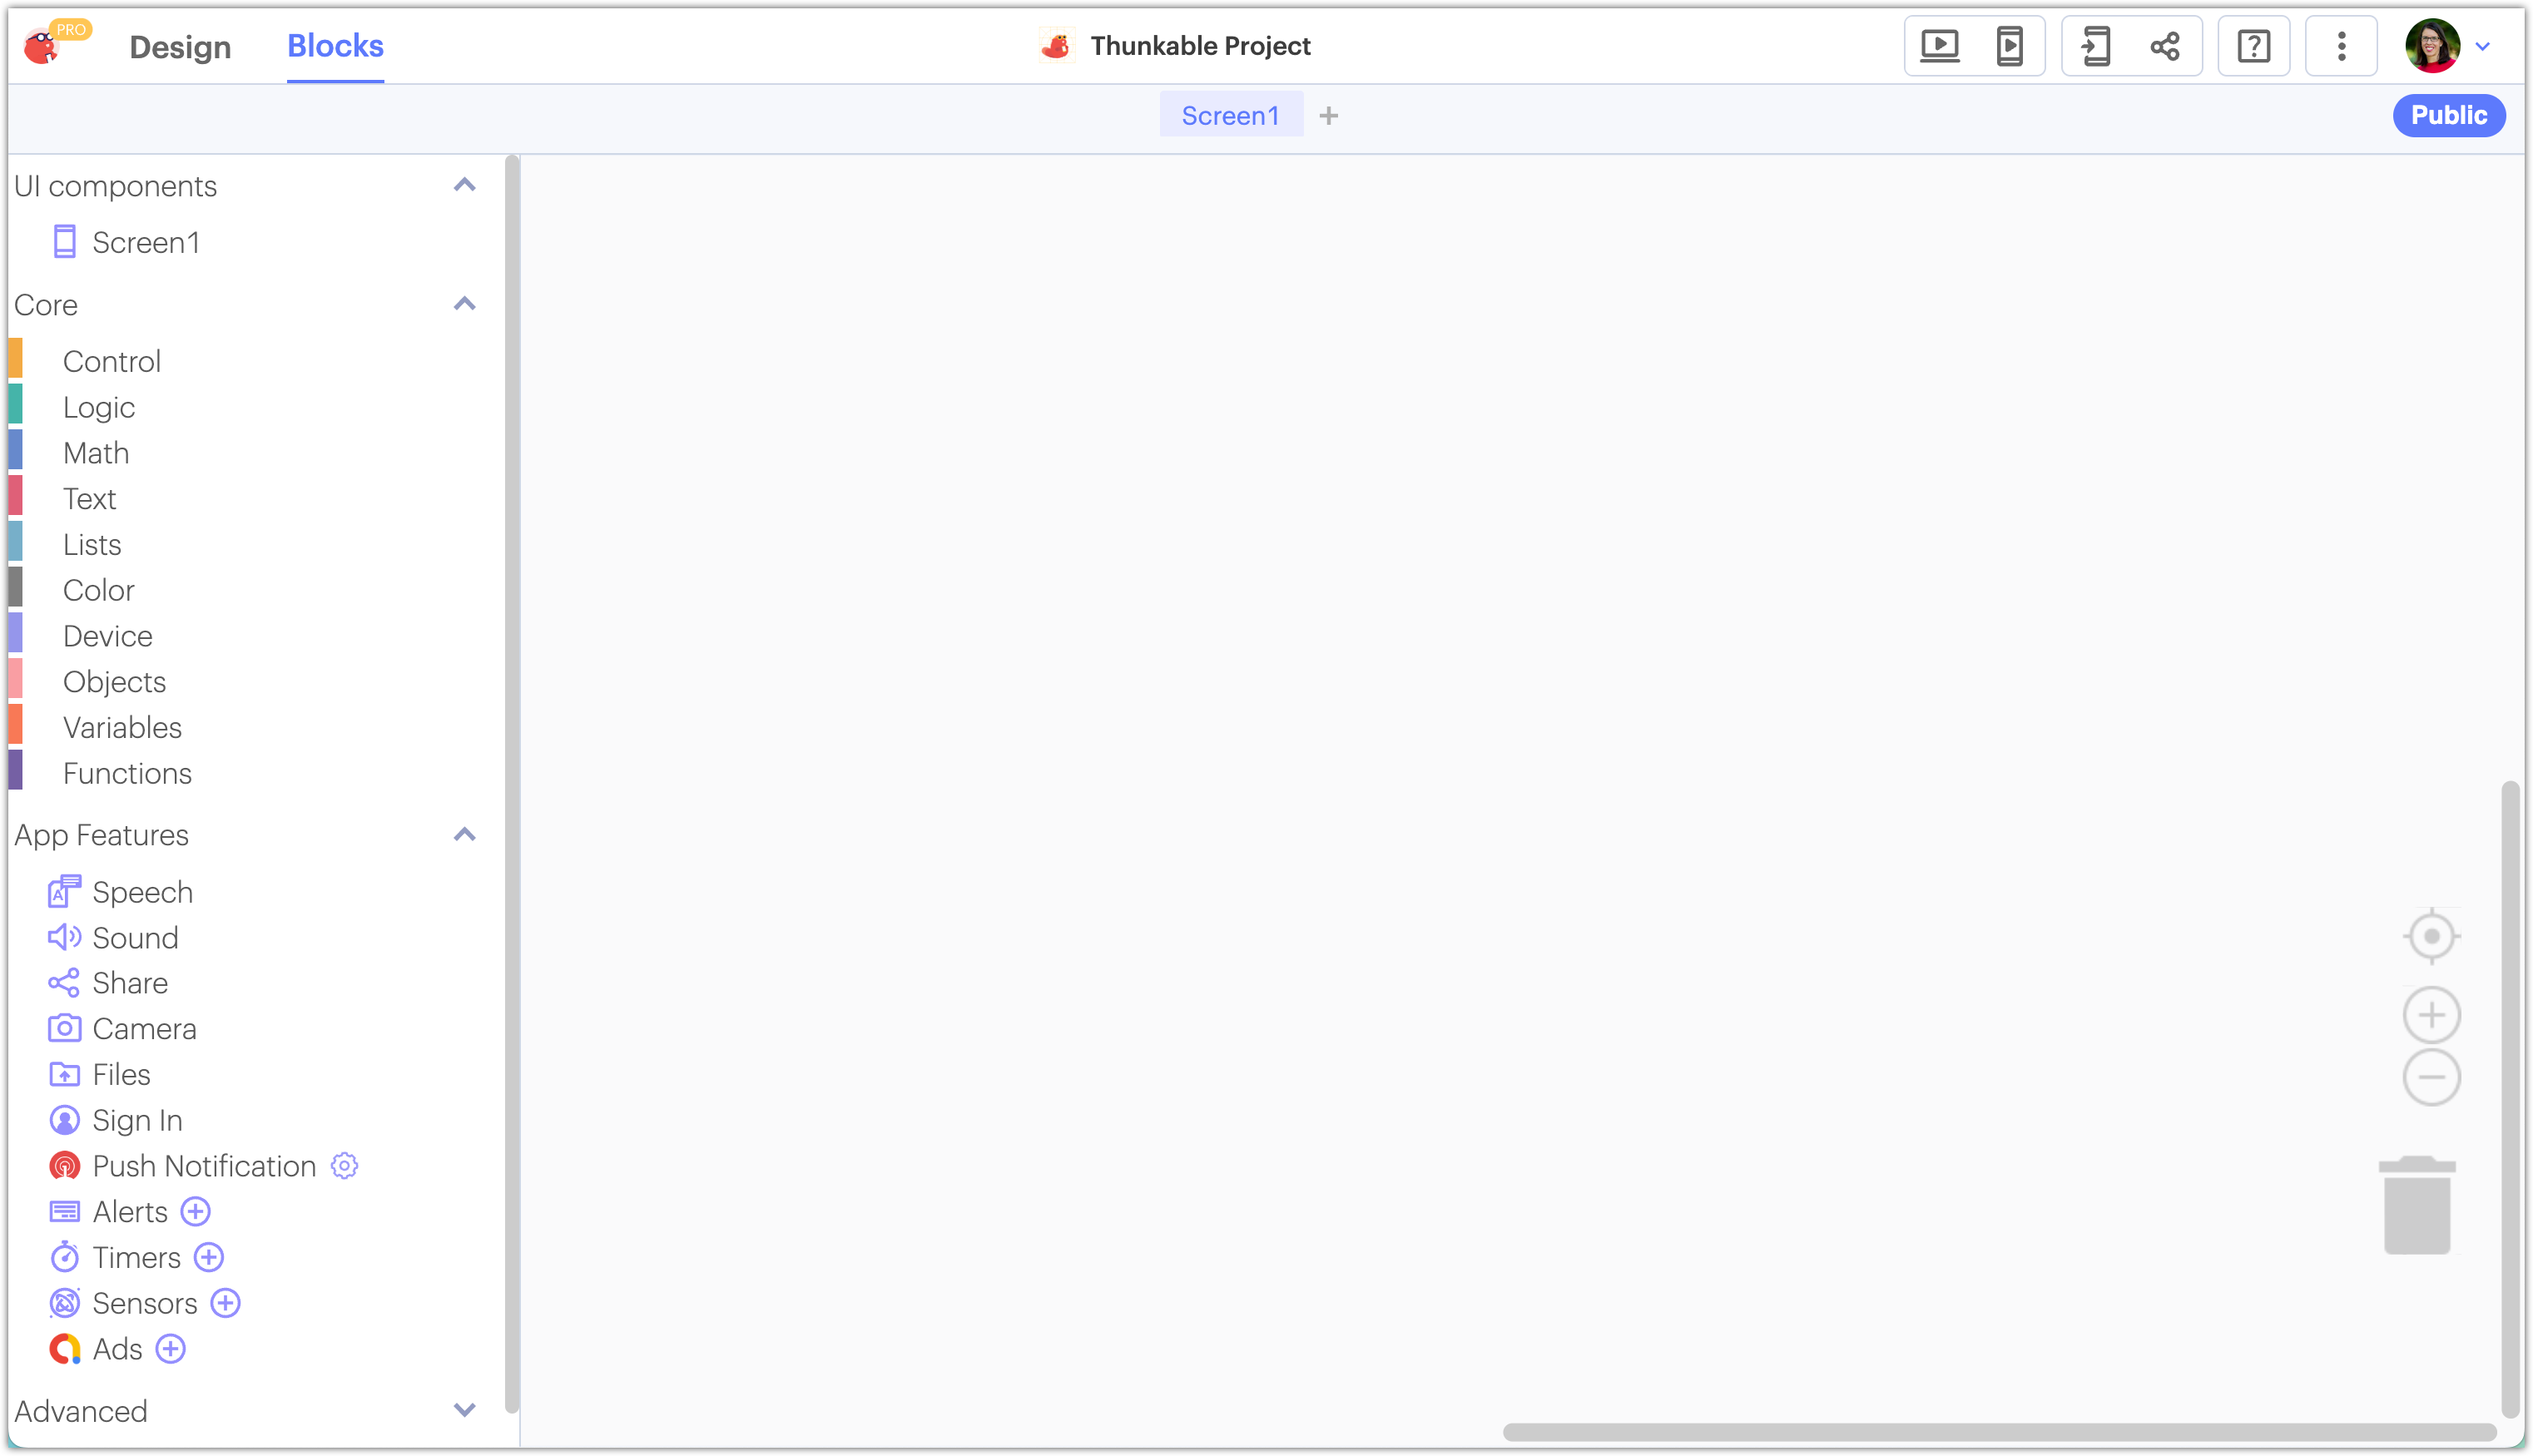 PRO
Design
Blocks
Thunkable Project
?
Screen1
Public
UI components
Screen1
Core
Control
Logic
Math
Text
Lists
Color
Device
Objects
Variables
Functions
App Features
A
Speech
Sound
Share
Camera
Files
Sign In
Push Notification
Alerts
Timers
Sensors
Ads
Advanced